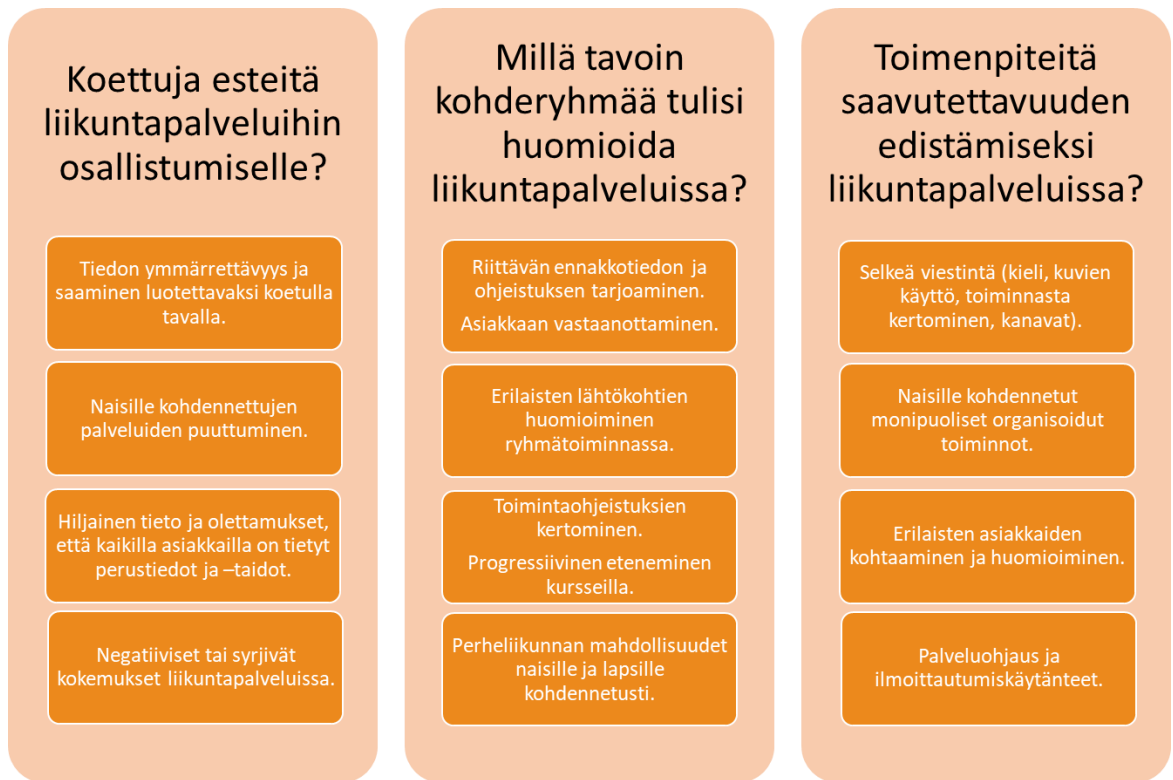 Koettuja esteitä
liikuntapalveluihin
osallistumiselle?
Tiedon ymmärrettävyys ja
saaminen luotettavaksi koetulla
tavalla.
Naisille kohdennettujen
palveluiden puuttuminen.
Hiljainen tieto ja olettamukset,
että kaikilla asiakkailla on tietyt
perustiedot ja –taidot.
Negatiiviset tai syrjivät
kokemukset liikuntapalveluissa.
Millä tavoin
kohderyhmää tulisi
huomioida
liikuntapalveluissa?
Riittävän ennakkotiedon ja
ohjeistuksen tarjoaminen.
Asiakkaan vastaanottaminen.
Erilaisten lähtökohtien
huomioiminen
ryhmätoiminnassa.
Toimintaohjeistuksien
kertominen.
Progressiivinen eteneminen
kursseilla.
Perheliikunnan mahdollisuudet
naisille ja lapsille
kohdennetusti.
Toimenpiteitä
saavutettavuuden
edistämiseksi
liikuntapalveluissa?
Selkeä viestintä (kieli, kuvien
käyttö, toiminnasta
kertominen, kanavat).
Naisille kohdennetut
monipuoliset organisoidut
toiminnot.
Erilaisten asiakkaiden
kohtaaminen ja huomioiminen.
Palveluohjaus ja
ilmoittautumiskäytänteet.